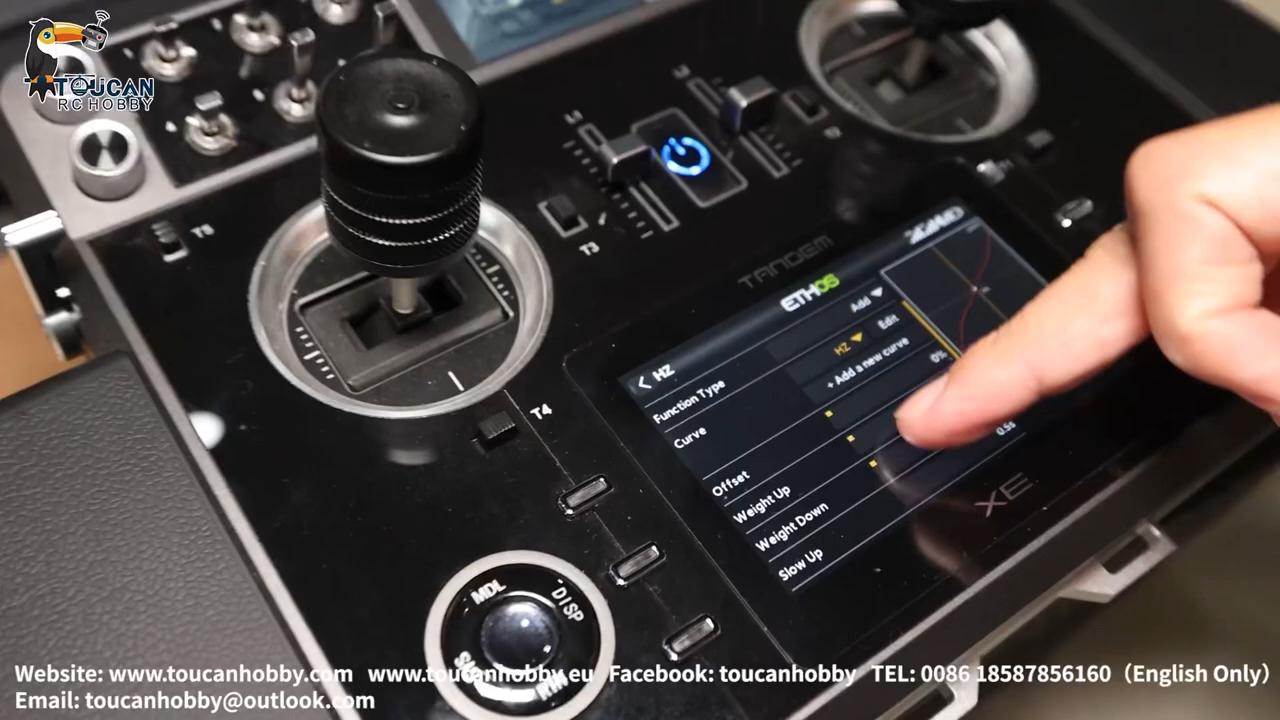 TOUCAN
RC HOBBY
T5
T3
T4
TANDEM
ETHOS
HZ
Function Type
Add
Curve
HZ
Edit
+ Add a new curve
Offset
0%
Weight Up
Weight Down
Slow Up
0.5s
XE
MDL
DISP
Website: www.toucanhobby.com www.toucanhobby.eu Facebook: toucanhobby TEL: 0086 18587856160（English Only）
Email: toucanhobby@outlook.com